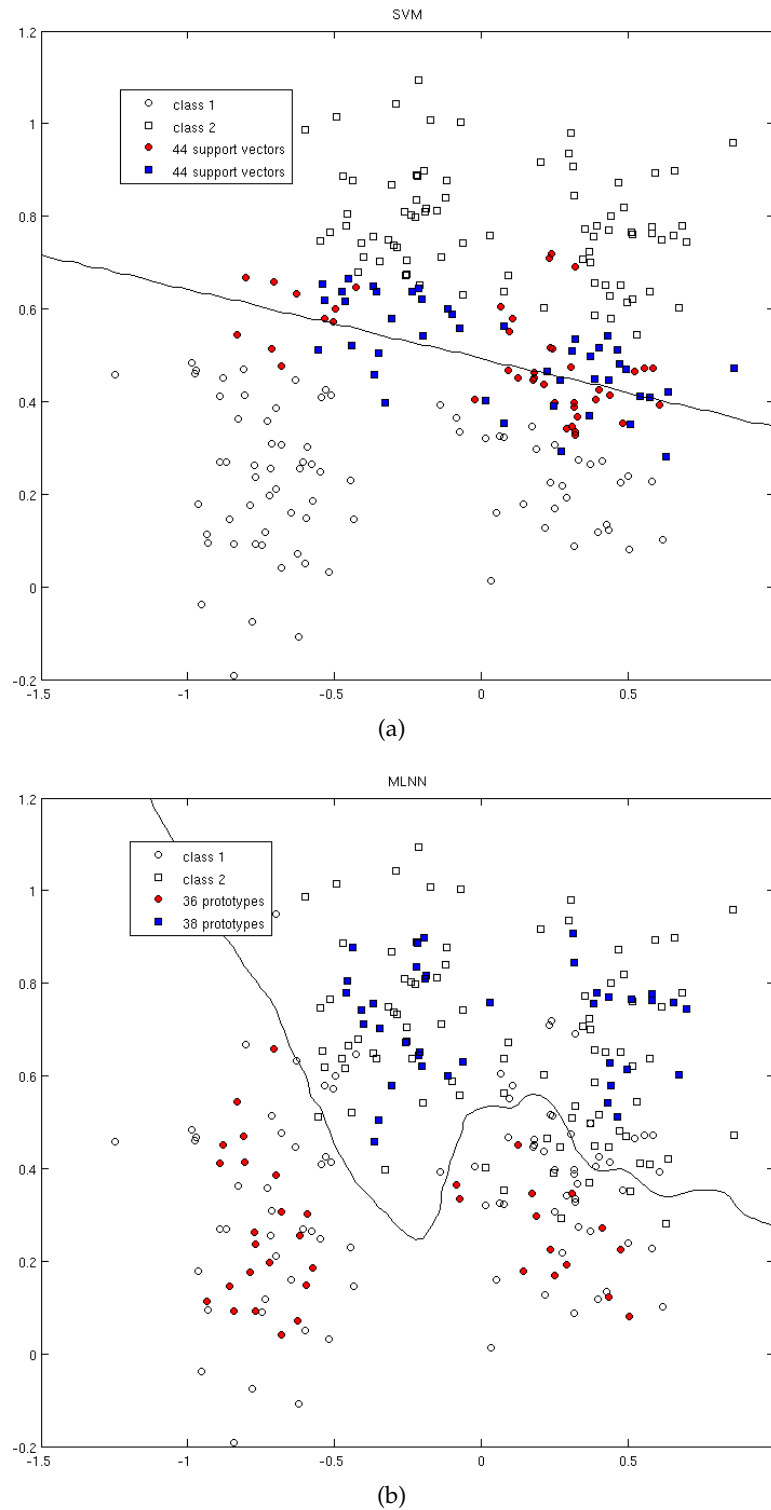 SVM
1.2
1
0.8
0.6
0.4
0.2
0
-0.2
class 1
class 2
44 support vectors
44 support vectors
-1.5
-1
-0.5
0
0.5
(a)
MLNN
1.2
1
0.8
0.6
0.4
0.2
0
-0.2
class 1
class 2
36 prototypes
38 prototypes
-1.5
-1
-0.5
0
0.5
(b)